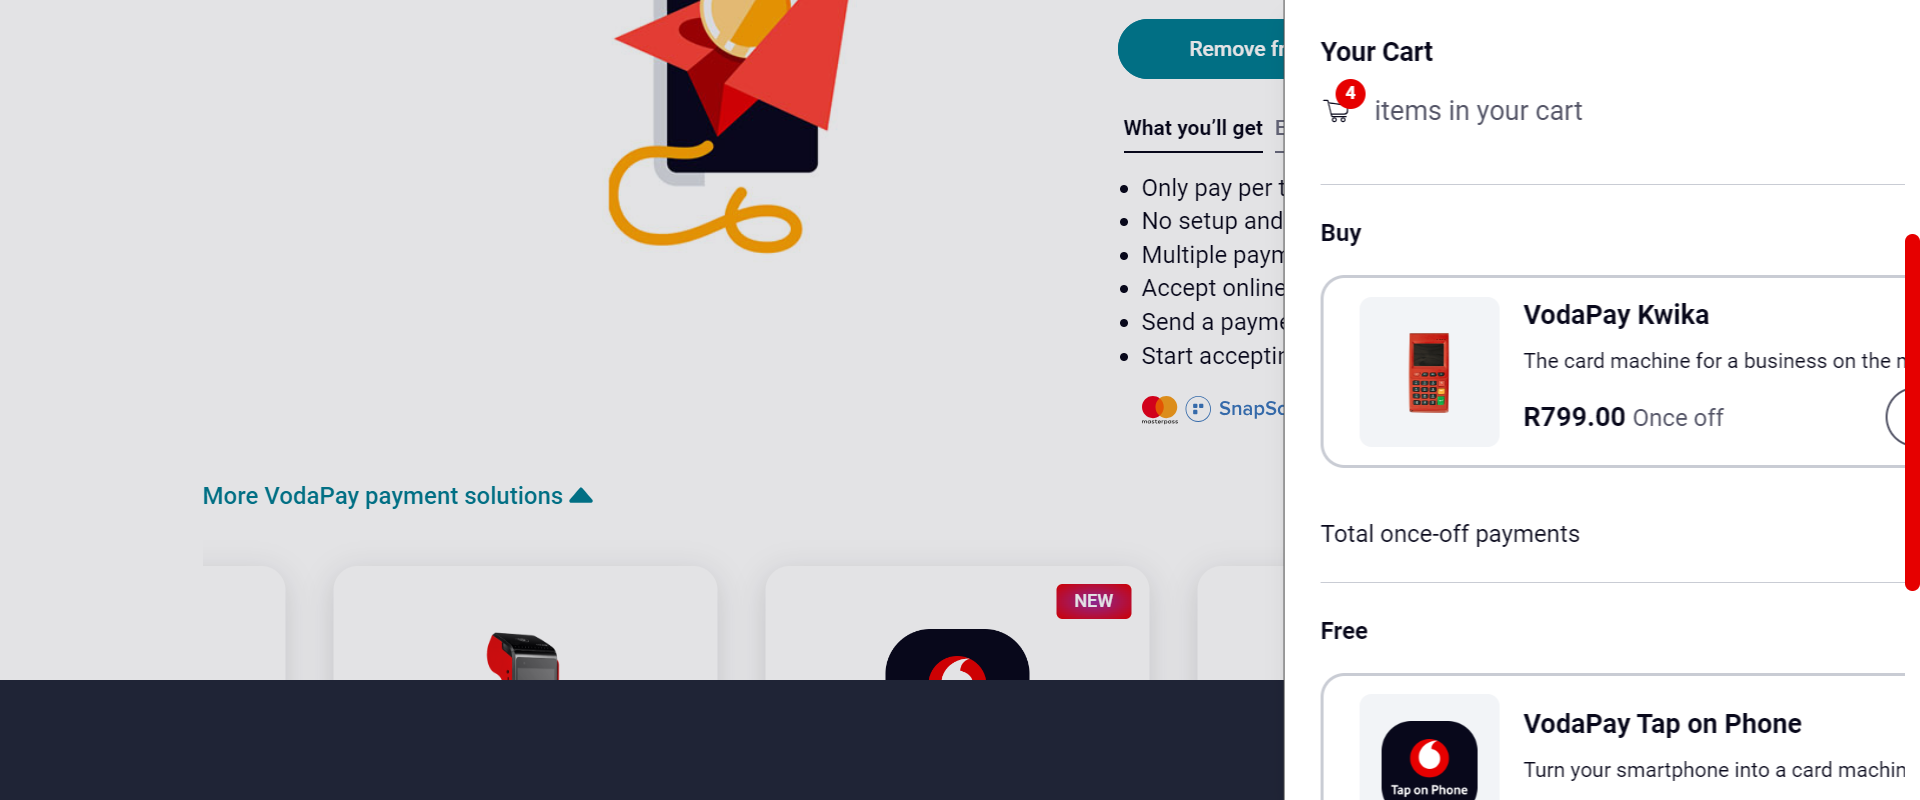 Remove fr
What you’ll get
Only pay per t
No setup and
Multiple paym
Accept online
Send a payme
Start acceptin
masterpass
SnapSc
More VodaPay payment solutions
NEW
Your Cart
4
items in your cart
Buy
VodaPay Kwika
The card machine for a business on the
R799.00 Once off
Total once-off payments
Free
VodaPay Tap on Phone
Turn your smartphone into a card machin
Tap on Phone